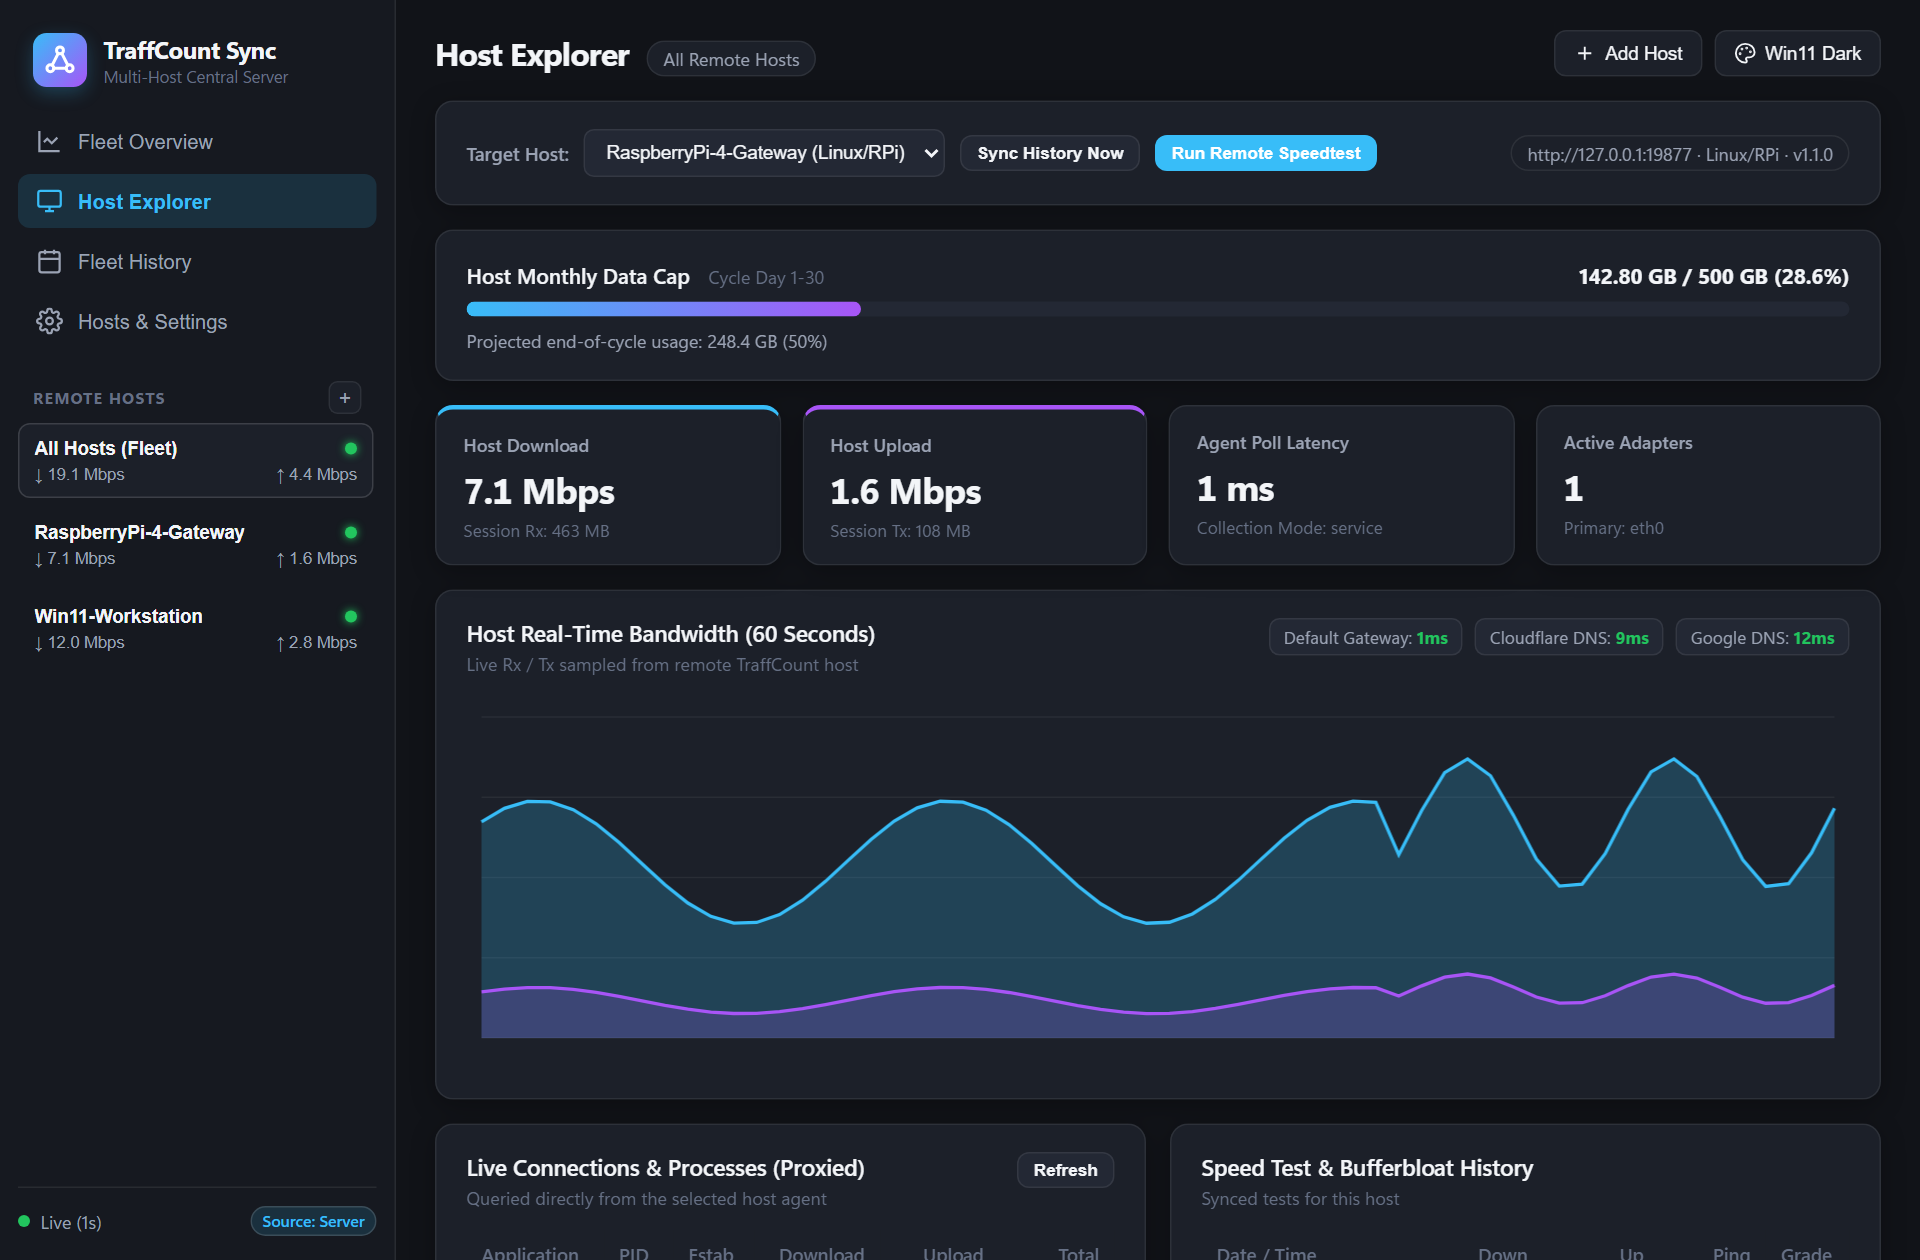 TraffCount Sync
Multi-Host Central Server
Fleet Overview
Host Explorer
Fleet History
Hosts & Settings
REMOTE HOSTS
+
All Hosts (Fleet)
↓ 19.1 Mbps ↑ 4.4 Mbps
RaspberryPi-4-Gateway
↓ 7.1 Mbps ↑ 1.6 Mbps
Win11-Workstation
↓ 12.0 Mbps ↑ 2.8 Mbps
Live (1s) Source: Server
Host Explorer All Remote Hosts + Add Host Win11 Dark
Target Host: RaspberryPi-4-Gateway (Linux/RPi) Sync History Now Run Remote Speedtest http://127.0.0.1:19877 · Linux/RPi · v1.1.0
Host Monthly Data Cap Cycle Day 1-30 142.80 GB / 500 GB (28.6%)
Projected end-of-cycle usage: 248.4 GB (50%)
Host Download
7.1 Mbps
Session Rx: 463 MB
Host Upload
1.6 Mbps
Session Tx: 108 MB
Agent Poll Latency
1 ms
Collection Mode: service
Active Adapters
1
Primary: eth0
Host Real-Time Bandwidth (60 Seconds)
Live Rx / Tx sampled from remote TraffCount host
Default Gateway: 1ms Cloudflare DNS: 9ms Google DNS: 12ms
Live Connections & Processes (Proxied) Refresh
Queried directly from the selected host agent
Application PID Estab Download Upload Total
Speed Test & Bufferbloat History
Synced tests for this host
Date / Time Down Up Ping Grade